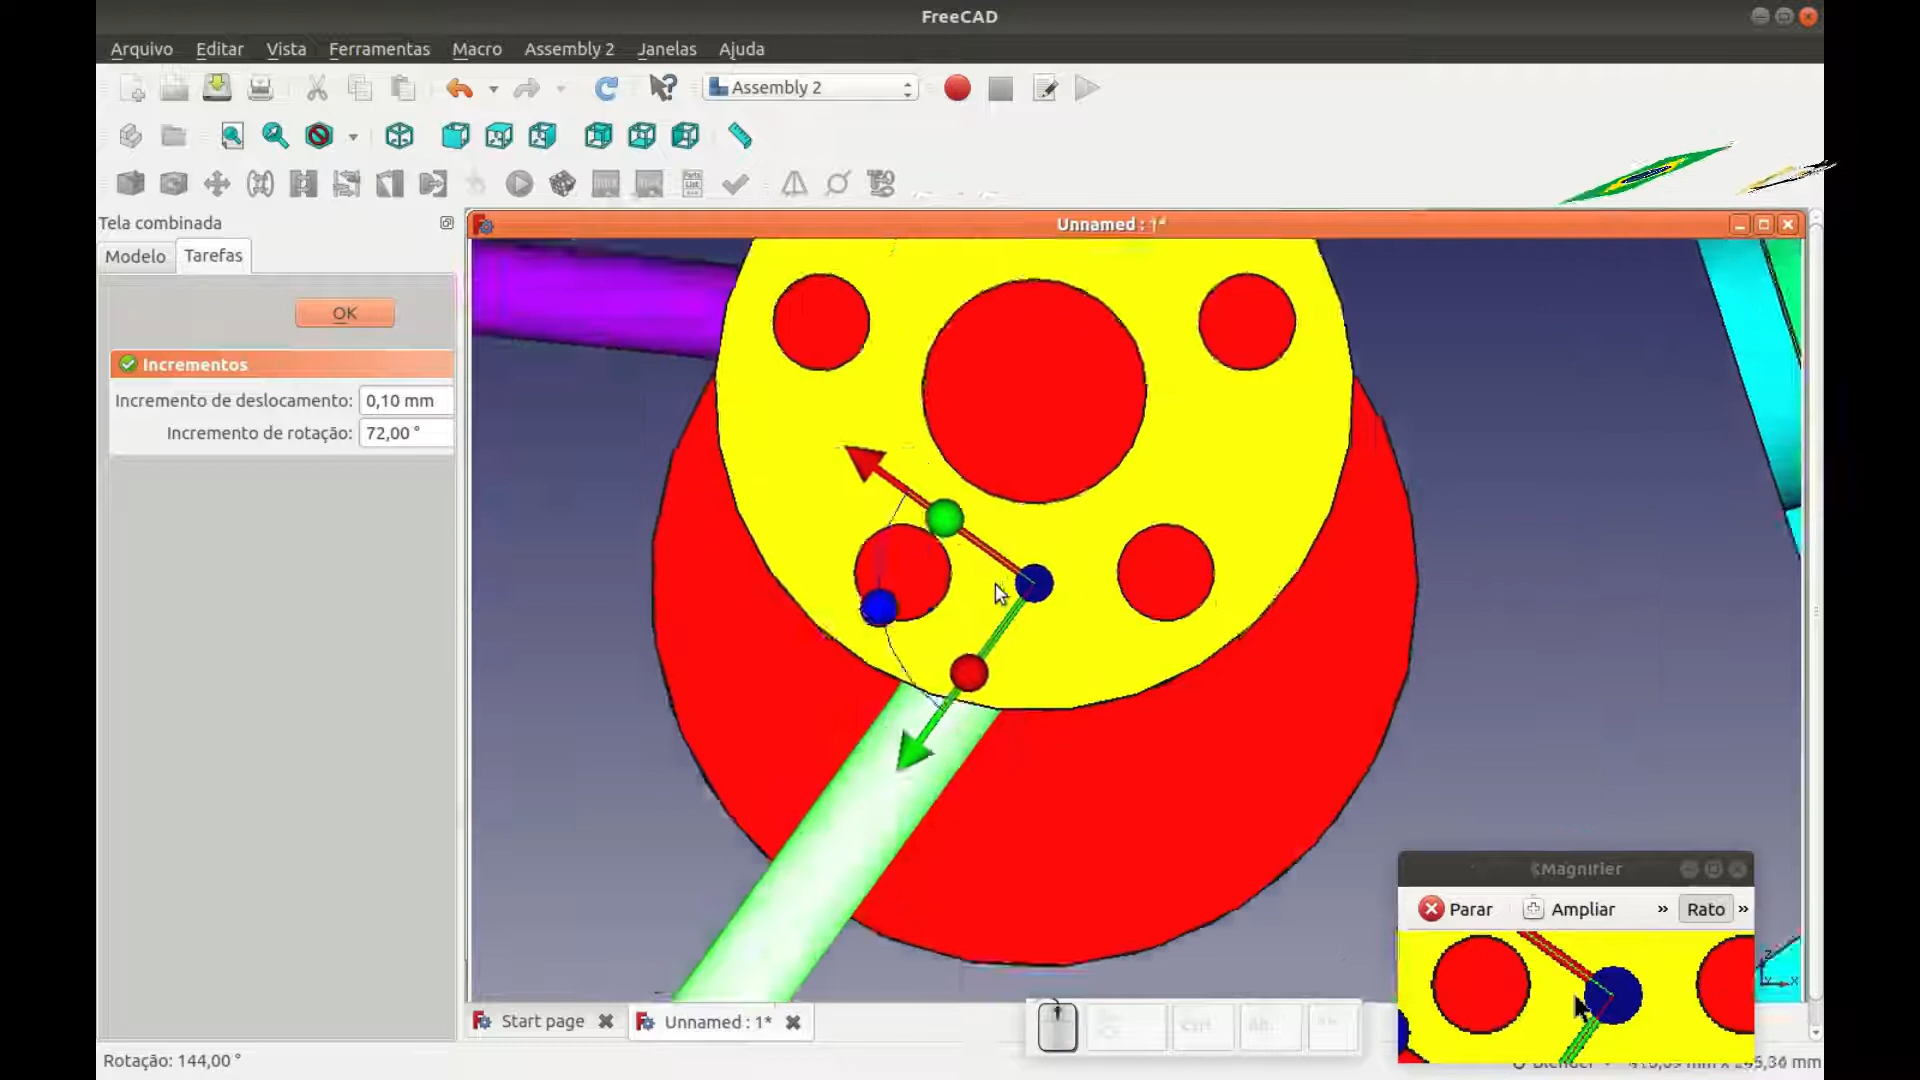 FreeCAD
Arquivo Editar Vista Ferramentas Macro Assembly 2 Janelas Ajuda
Assembly 2
Tela combinada
Unnamed : 1*
Modelo Tarefas
OK
Incrementos
Incremento de deslocamento: 0,10 mm
Incremento de rotação: 72,00 °
Magnifier
Parar Ampliar » Rato »
Start page Unnamed : 1*
Ctrl
Rotação: 144,00 °